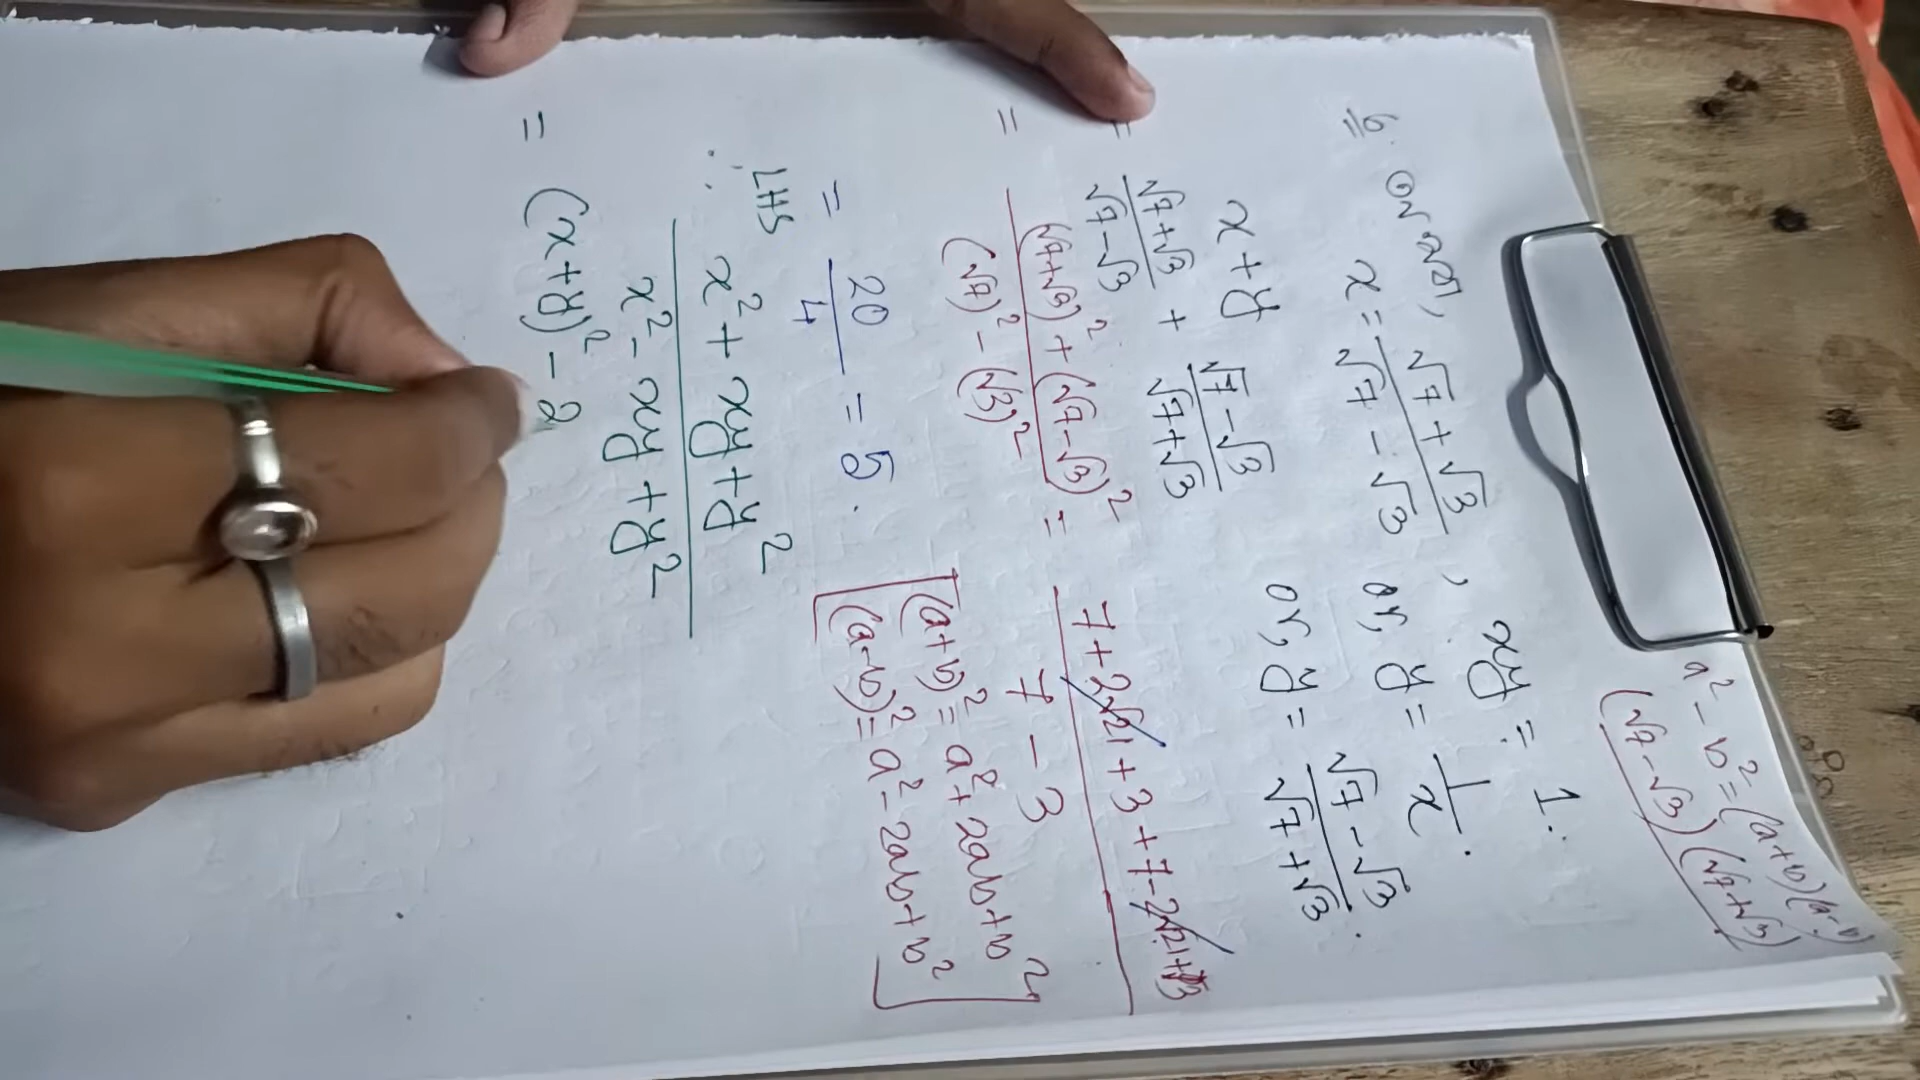 a² - b² = (a+b)(a-b)
(√7 - √3)(√7+√3)
6. x = (√7 + √3)/(√7 - √3), xy = 1.
or, y = 1/x.
or, y = (√7 - √3)/(√7 + √3).
x + y
= (√7 + √3)/(√7 - √3) + (√7 - √3)/(√7 + √3)
= ((√7+√3)² + (√7-√3)²)/((√7)² - (√3)²) = (7 + 2√21 + 3 + 7 - 2√21 + 3)/(7 - 3)
= 20/4 = 5.
(a+b)² = a² + 2ab + b²
(a-b)² = a² - 2ab + b²
∴ LHS (x² + xy + y²)/(x² - xy + y²)
= (x+y)² - 2